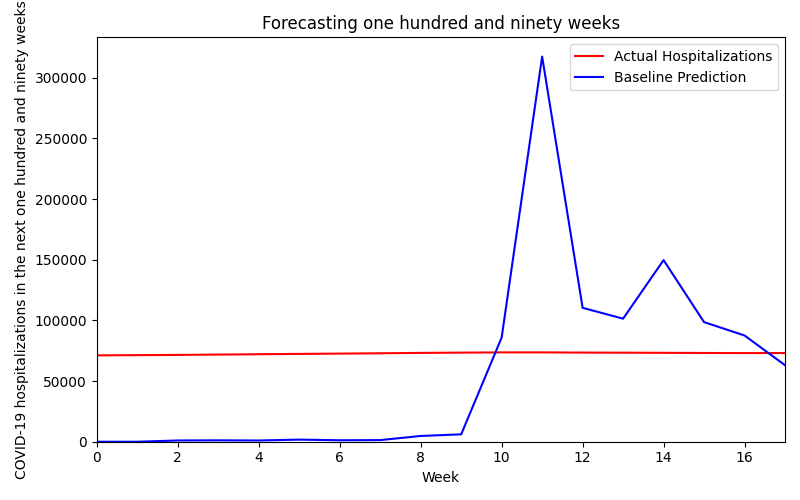 Forecasting one hundred and ninety weeks
COVID-19 hospitalizations in the next one hundred and ninety weeks
300000
250000
200000
150000
100000
50000
0
Actual Hospitalizations
Baseline Prediction
0 2 4 6 8 10 12 14 16
Week